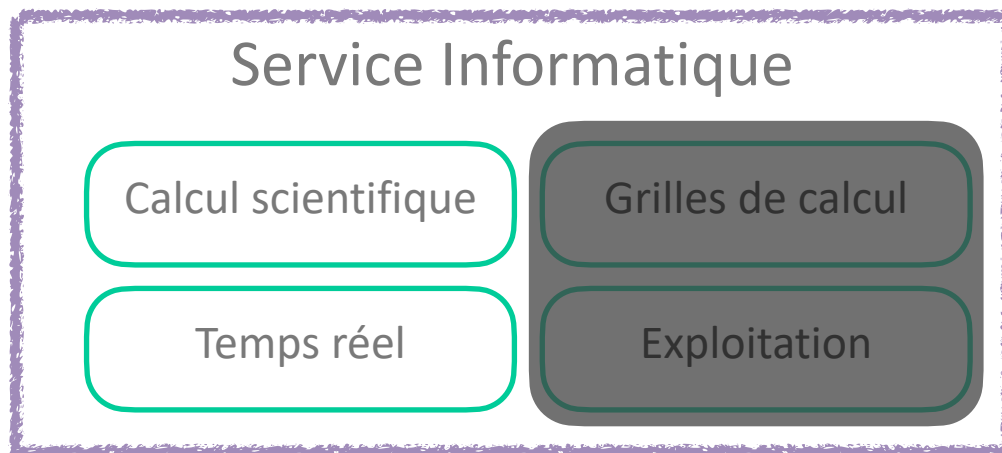 Service Informatique
Calcul scientifique
Grilles de calcul
Temps réel
Exploitation